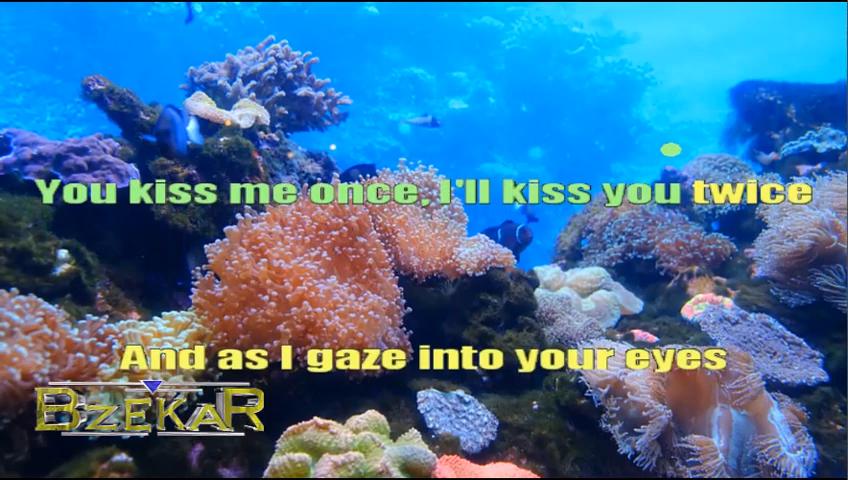 You kiss me once, I'll kiss you twice
And as I gaze into your eyes
BzekaR